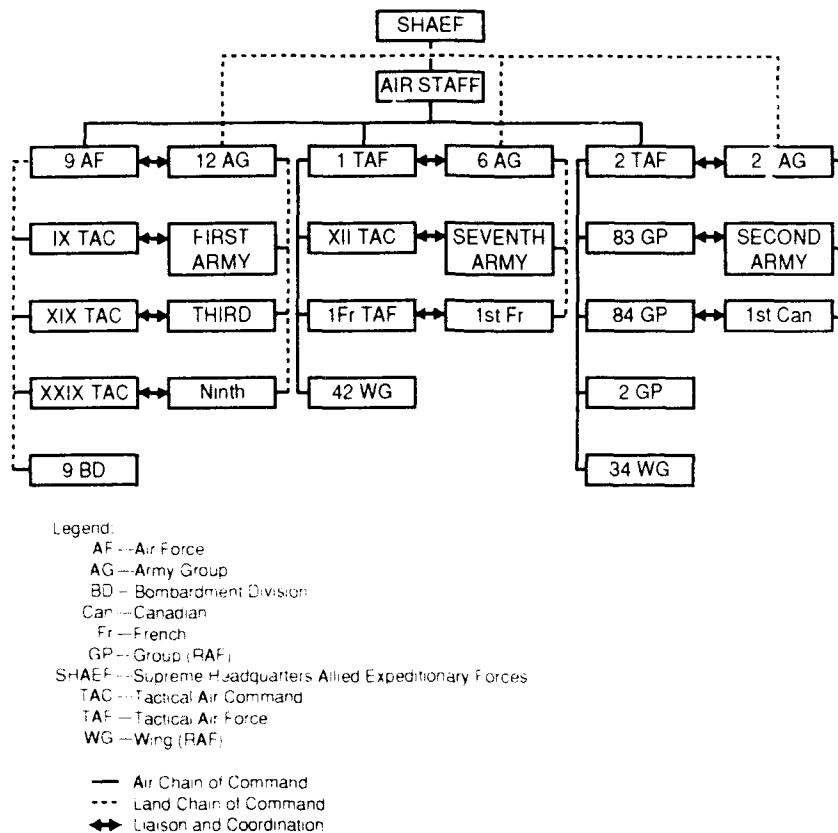 SHAEF
AIR STAFF
9 AF 12 AG 1 TAF 6 AG 2 TAF 2 AG
IX TAC FIRST ARMY XII TAC SEVENTH ARMY 83 GP SECOND ARMY
XIX TAC THIRD 1Fr TAF 1st Fr 84 GP 1st Can
XXIX TAC Ninth 42 WG 2 GP
9 BD 34 WG
Legend:
AF — Air Force
AG — Army Group
BD — Bombardment Division
Can — Canadian
Fr — French
GP — Group (RAF)
SHAEF — Supreme Headquarters Allied Expeditionary Forces
TAC — Tactical Air Command
TAF — Tactical Air Force
WG — Wing (RAF)
Air Chain of Command
Land Chain of Command
Liaison and Coordination